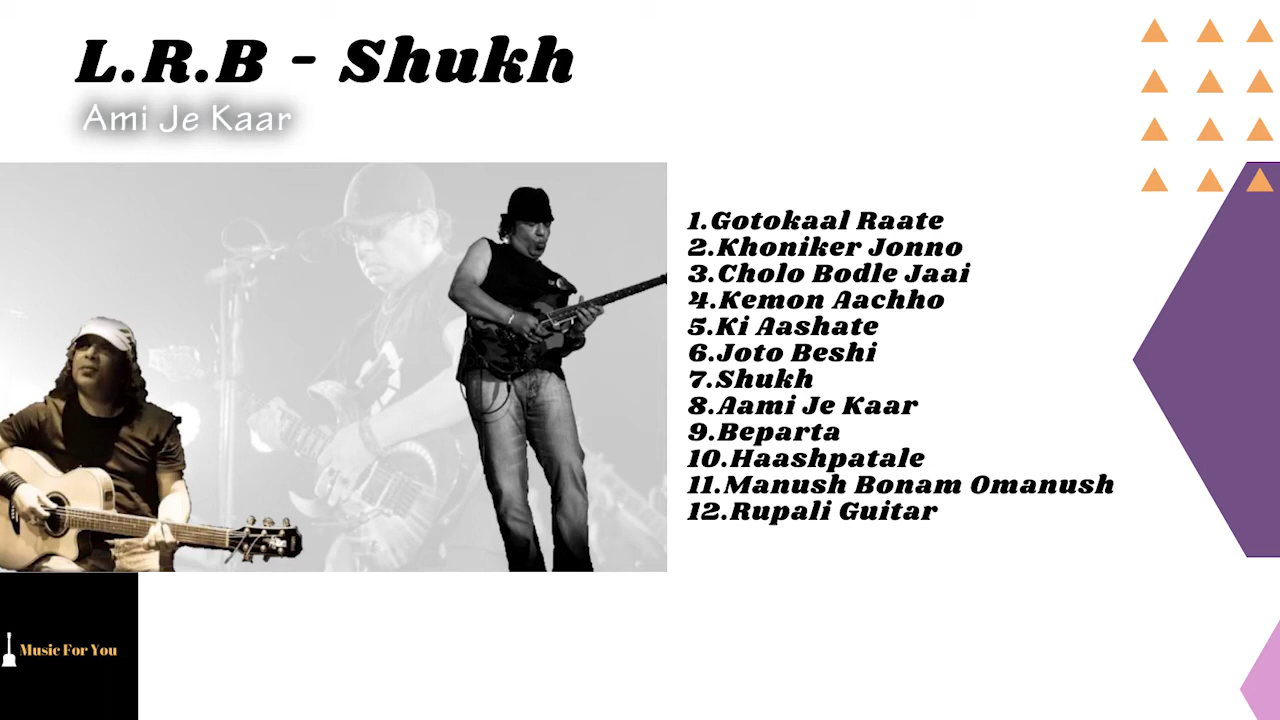 L.R.B - Shukh
Ami Je Kaar
1.Gotokaal Raate
2.Khoniker Jonno
3.Cholo Bodle Jaai
4.Kemon Aachho
5.Ki Aashate
6.Joto Beshi
7.Shukh
8.Aami Je Kaar
9.Beparta
10.Haashpatale
11.Manush Bonam Omanush
12.Rupali Guitar
Music For You